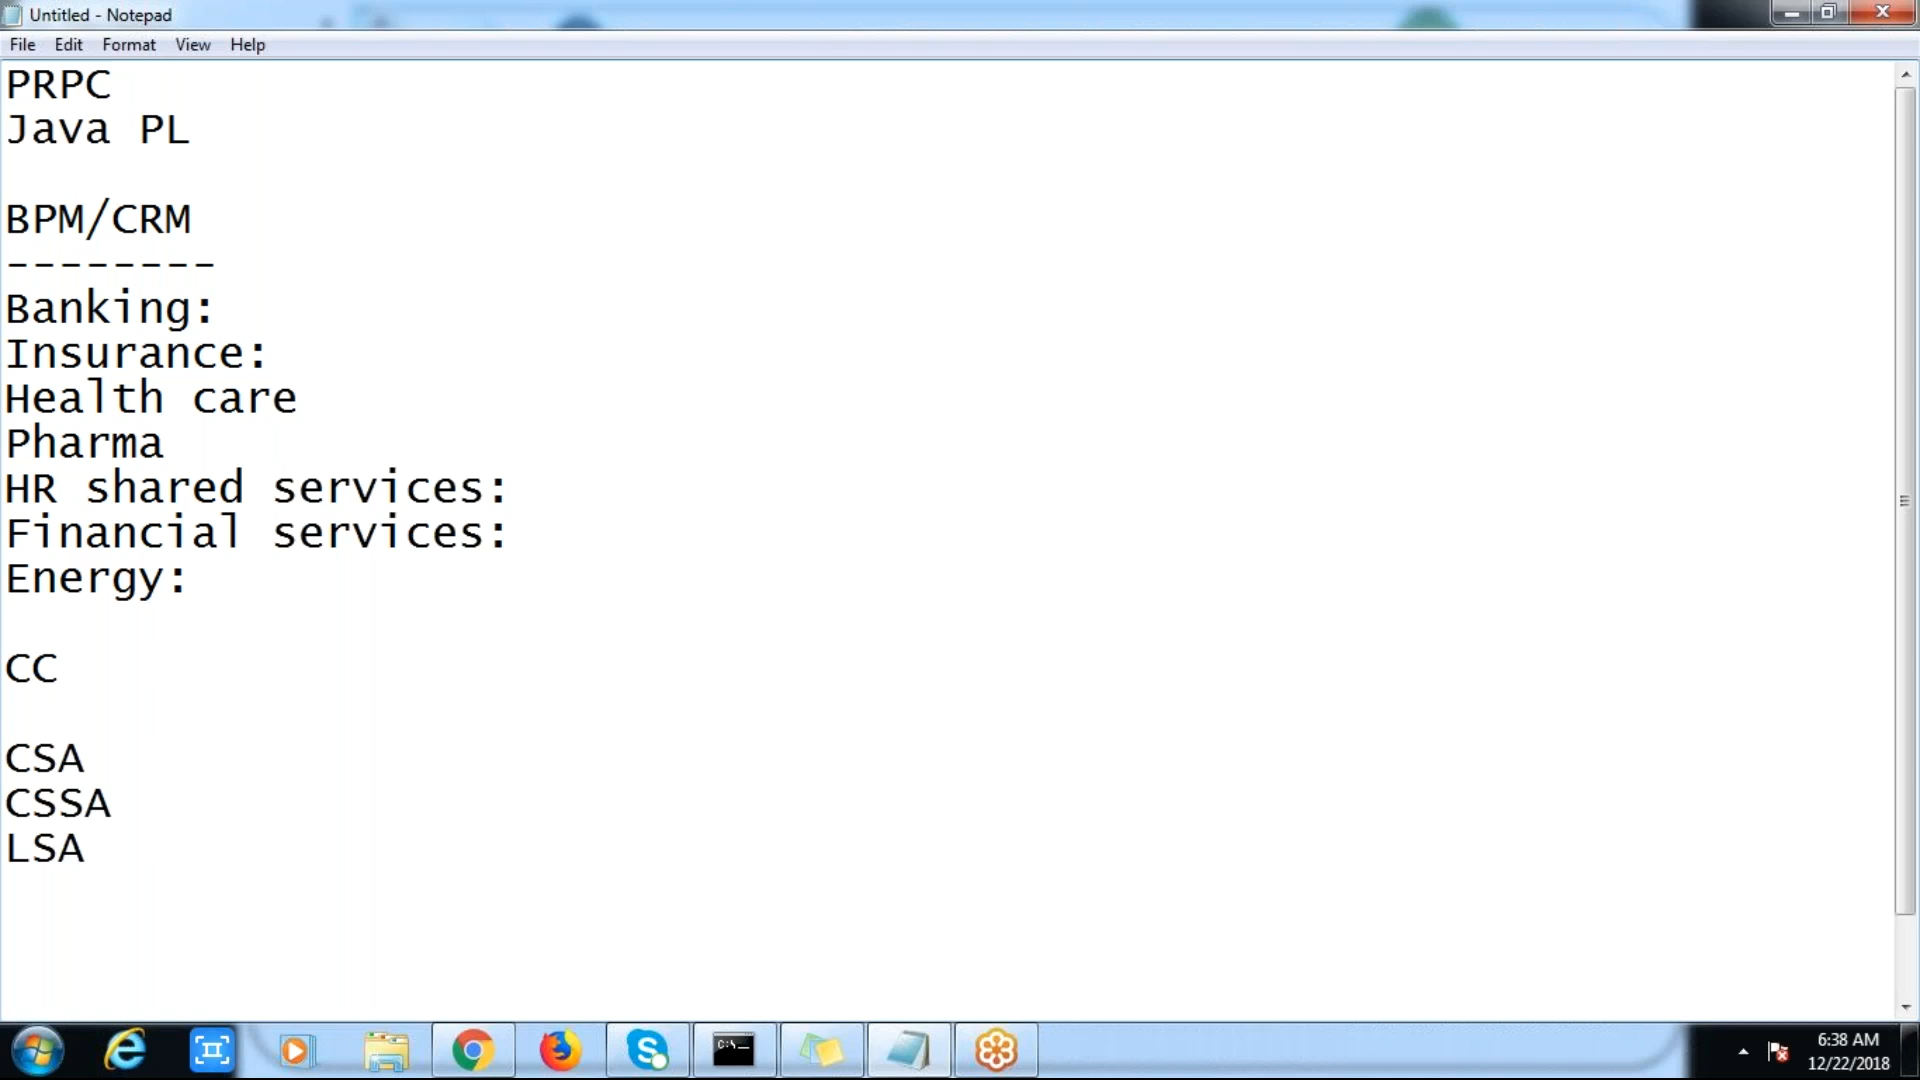 Untitled - Notepad
File Edit Format View Help
PRPC
Java PL
BPM/CRM
--------
Banking:
Insurance:
Health care
Pharma
HR shared services:
Financial services:
Energy:
CC
CSA
CSSA
LSA
6:38 AM
12/22/2018